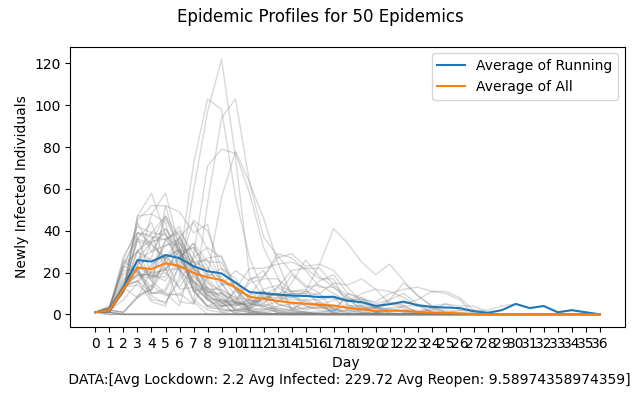 Epidemic Profiles for 50 Epidemics
Average of Running
Average of All
120
100
80
60
40
20
0
Newly Infected Individuals
0 1 2 3 4 5 6 7 8 9 10 11 12 13 14 15 16 17 18 19 20 21 22 23 24 25 26 27 28 29 30 31 32 33 34 35 36
Day
DATA:[Avg Lockdown: 2.2 Avg Infected: 229.72 Avg Reopen: 9.58974358974359]